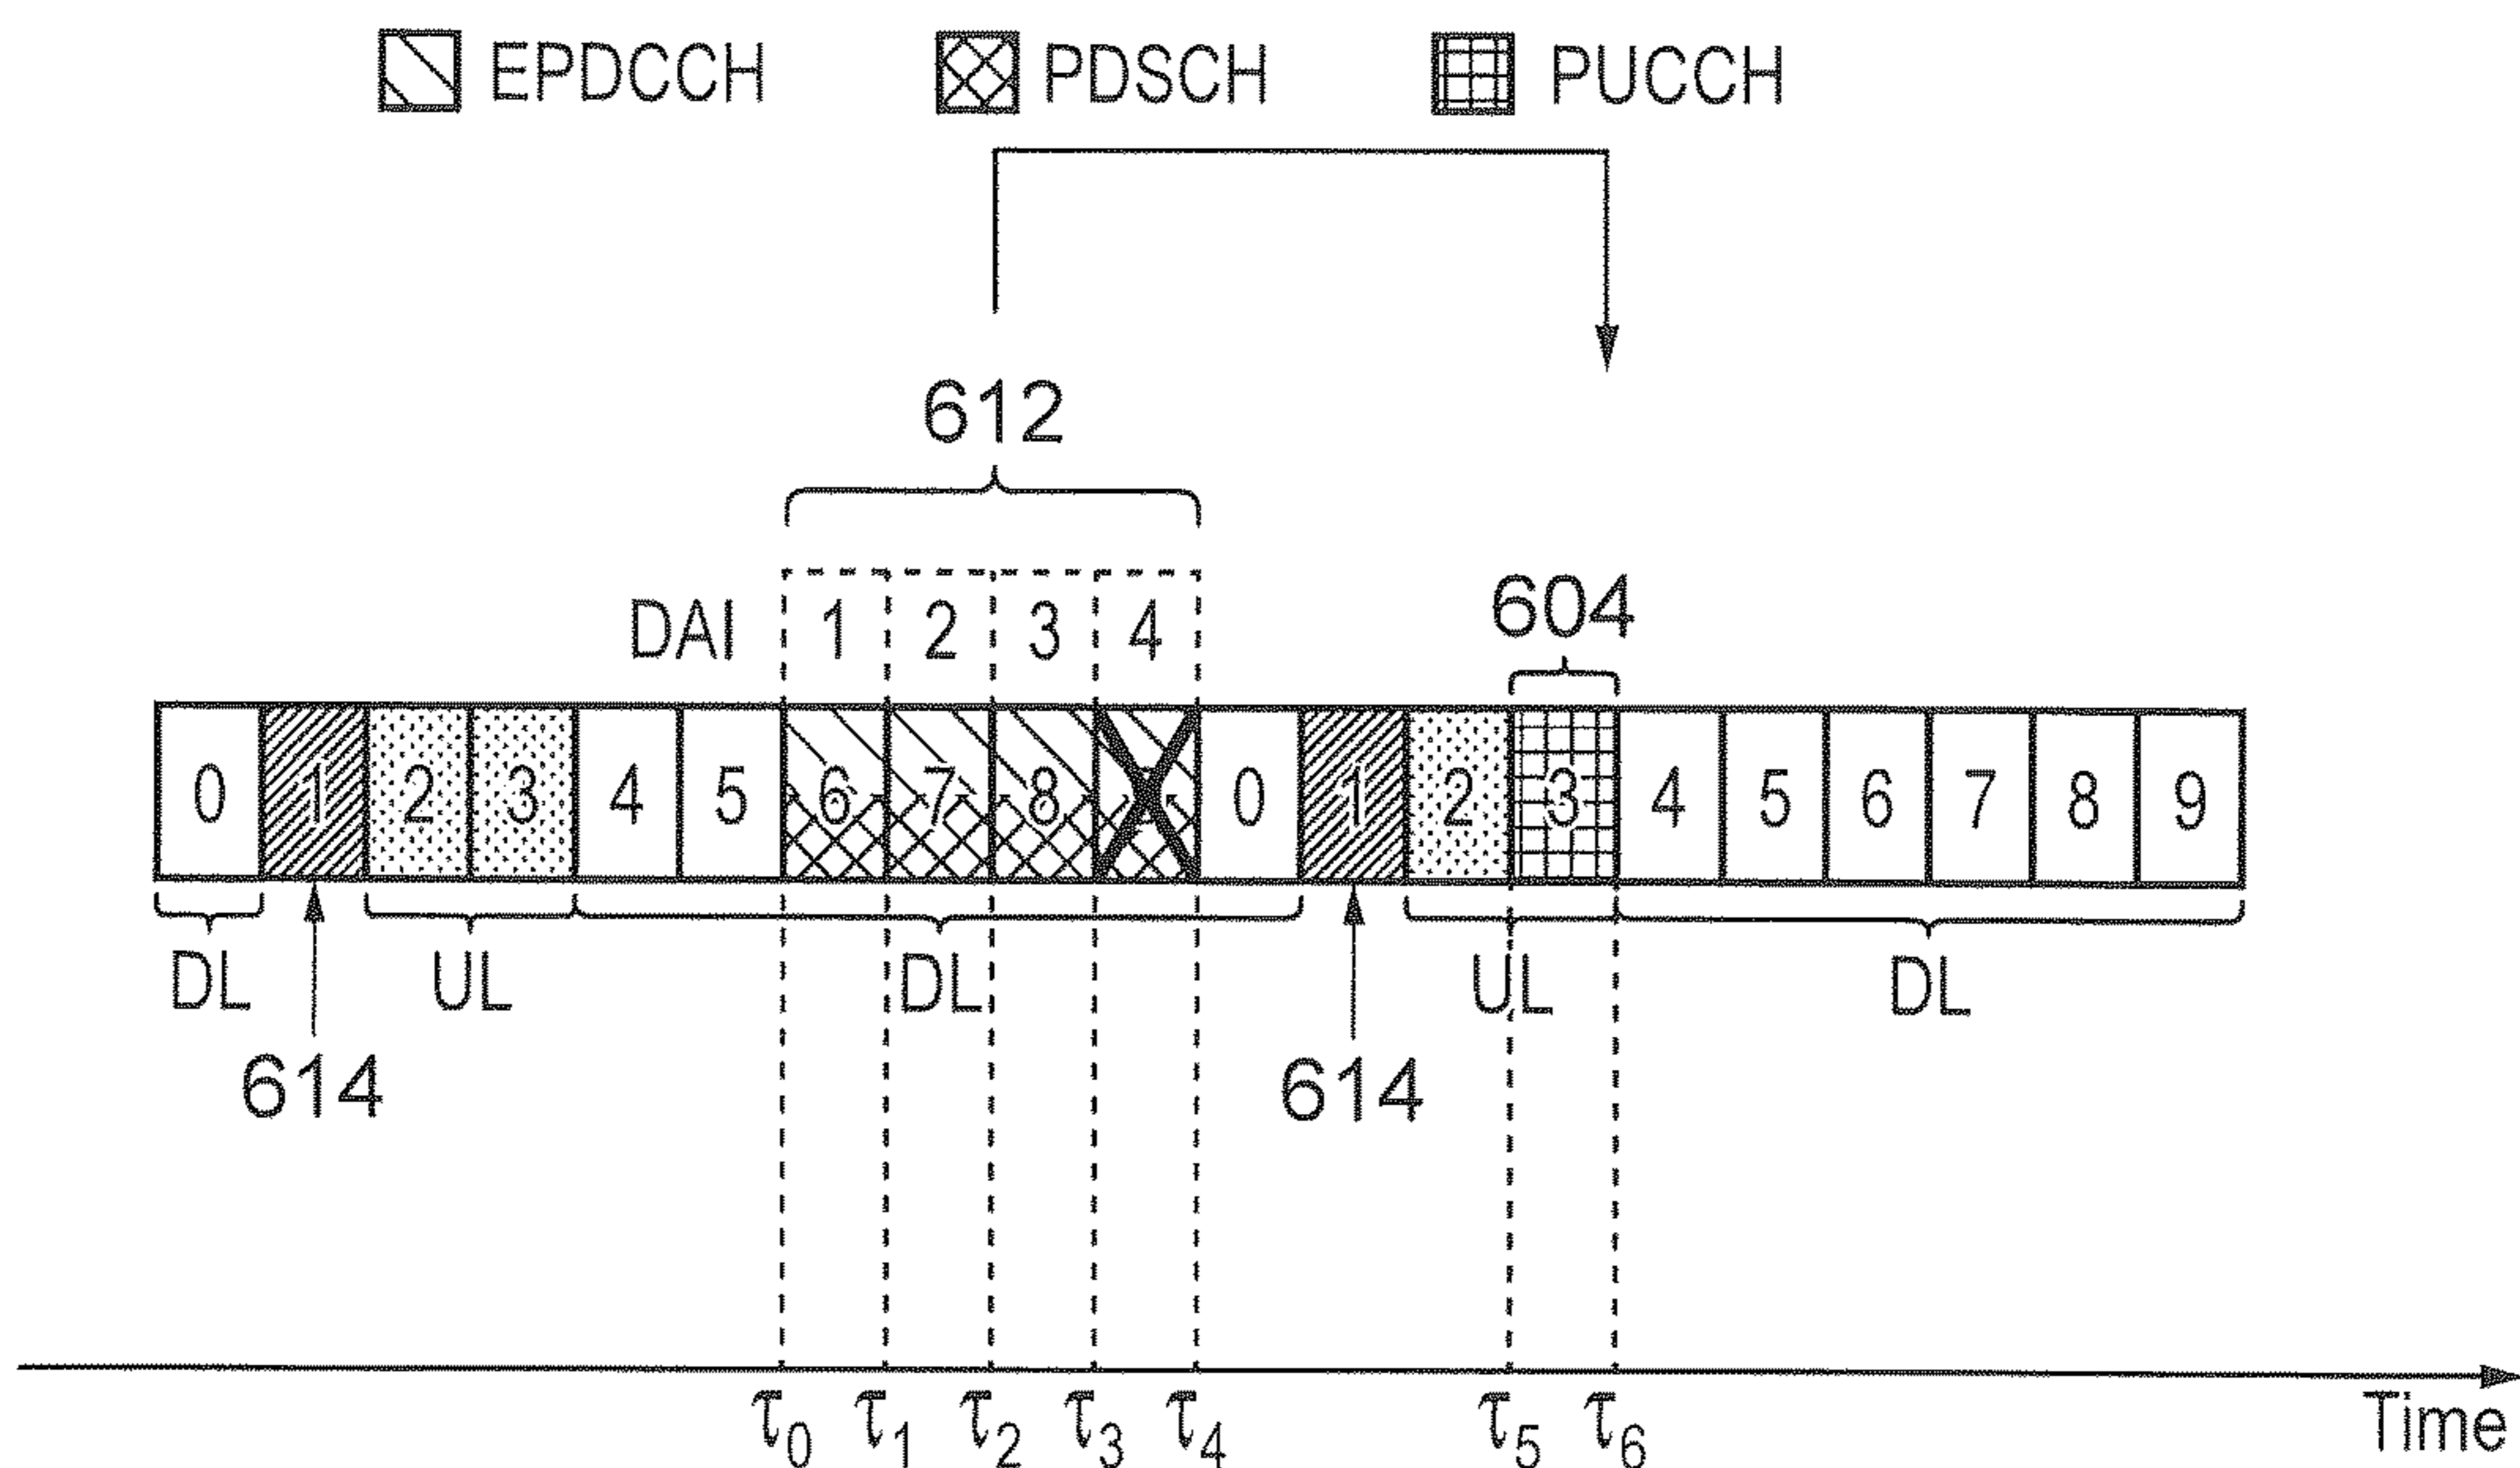 EPDCCH PDSCH PUCCH
612
DAI 1 2 3 4
604
0 1 2 3 4 5 6 7 8 0 1 2 3 4 5 6 7 8 9
DL UL DL UL DL
614 614
τ0 τ1 τ2 τ3 τ4 τ5 τ6 Time